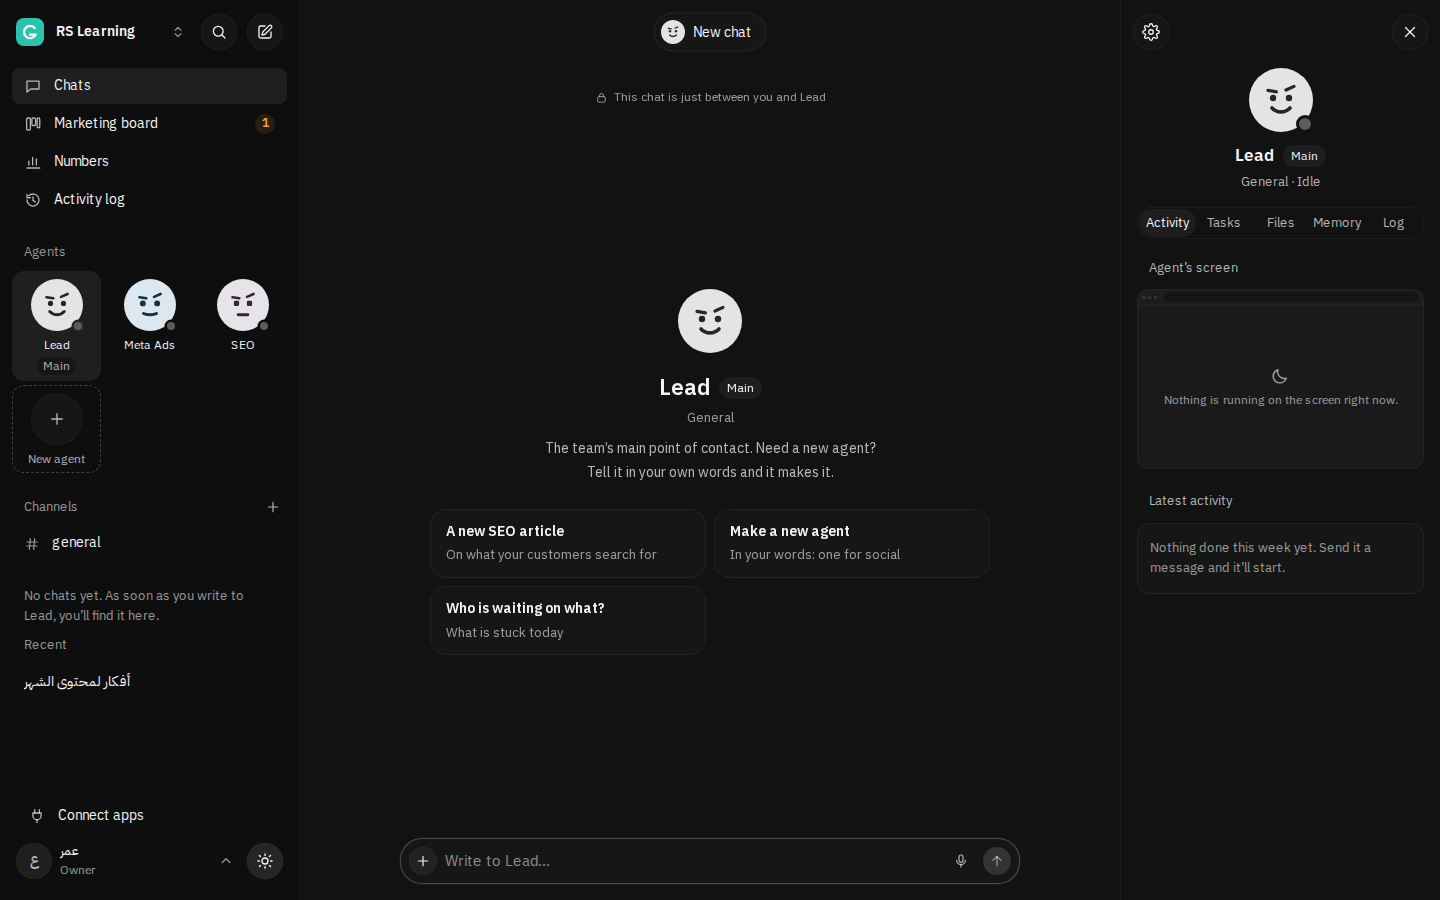 RS Learning
Chats
Marketing board
1
Numbers
Activity log
Agents
Lead
Main
Meta Ads
SEO
New agent
Channels
general
No chats yet. As soon as you write to
Lead, you'll find it here.
Recent
أفكار لمحتوى الشهر
Connect apps
ع
عمر
Owner
New chat
This chat is just between you and Lead
Lead
Main
General
The team's main point of contact. Need a new agent?
Tell it in your own words and it makes it.
A new SEO article
On what your customers search for
Make a new agent
In your words: one for social
Who is waiting on what?
What is stuck today
Write to Lead...
Lead
Main
General · Idle
Activity
Tasks
Files
Memory
Log
Agent's screen
Nothing is running on the screen right now.
Latest activity
Nothing done this week yet. Send it a
message and it'll start.